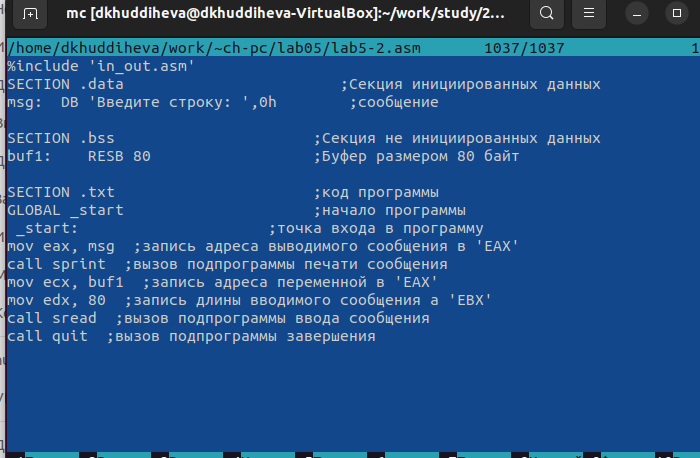 mc [dkhuddiheva@dkhuddiheva-VirtualBox]:~/work/study/2...
/home/dkhuddiheva/work/~ch-pc/lab05/lab5-2.asm 1037/1037 1
%include 'in_out.asm'
SECTION .data ;Секция инициированных данных
msg: DB 'Введите строку: ',0h ;сообщение
SECTION .bss ;Секция не инициированных данных
buf1: RESB 80 ;Буфер размером 80 байт
SECTION .txt ;код программы
GLOBAL _start ;начало программы
_start: ;точка входа в программу
mov eax, msg ;запись адреса выводимого сообщения в 'EAX'
call sprint ;вызов подпрограммы печати сообщения
mov ecx, buf1 ;запись адреса переменной в 'EAX'
mov edx, 80 ;запись длины вводимого сообщения а 'EBX'
call sread ;вызов подпрограммы ввода сообщения
call quit ;вызов подпрограммы завершения